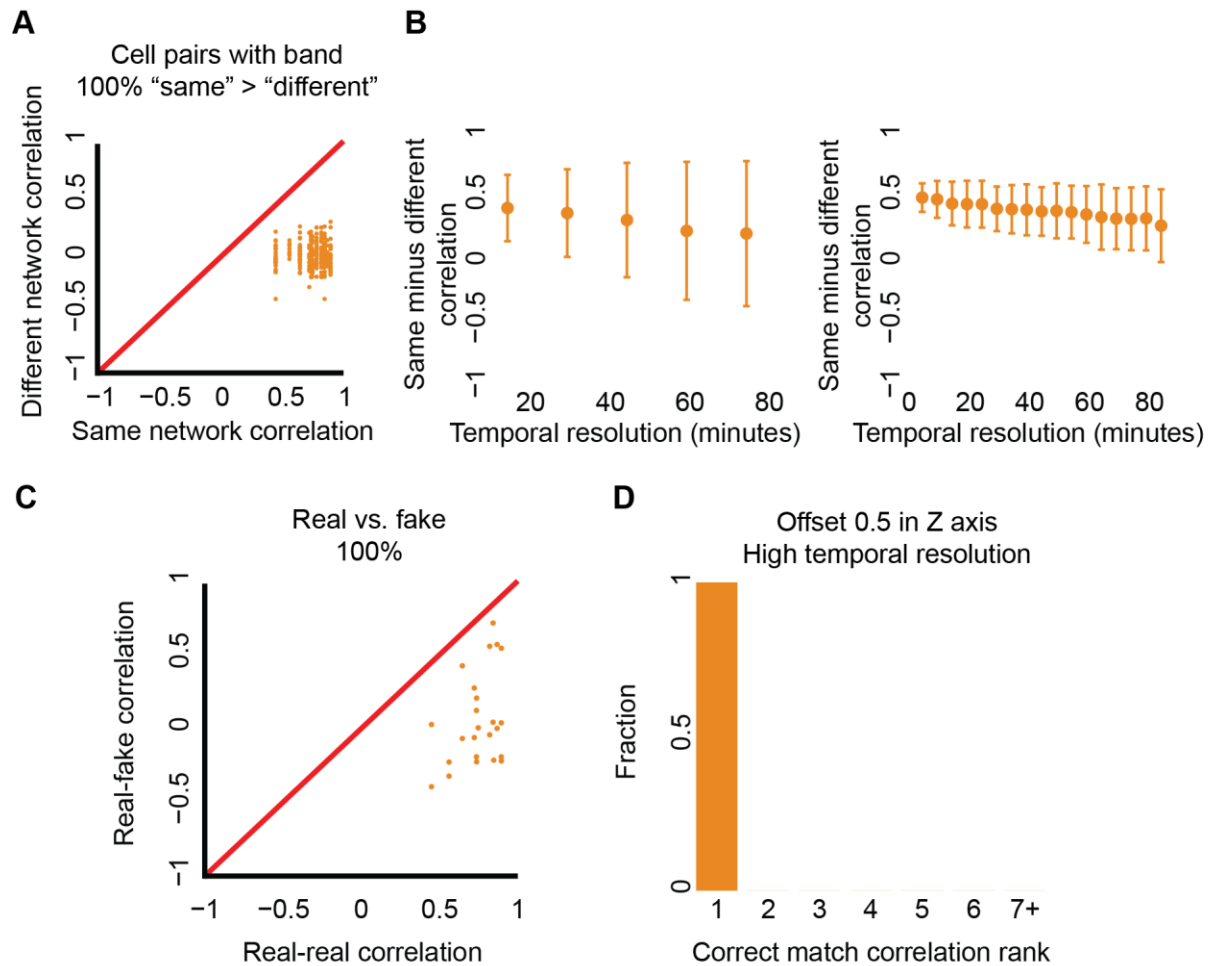 A
Cell pairs with band
100% “same” > “different”
Different network correlation
1
0.5
0
−0.5
−1
−1
−0.5
0
0.5
1
Same network correlation
B
Same minus different
correlation
1
0.5
0
−0.5
−1
20
40
60
80
Temporal resolution (minutes)
Same minus different
correlation
1
0.5
0
−0.5
−1
0
20
40
60
80
Temporal resolution (minutes)
C
Real vs. fake
100%
Real-fake correlation
1
0.5
0
−0.5
−1
−1
−0.5
0
0.5
1
Real-real correlation
D
Offset 0.5 in Z axis
High temporal resolution
Fraction
1
0.5
0
1
2
3
4
5
6
7+
Correct match correlation rank